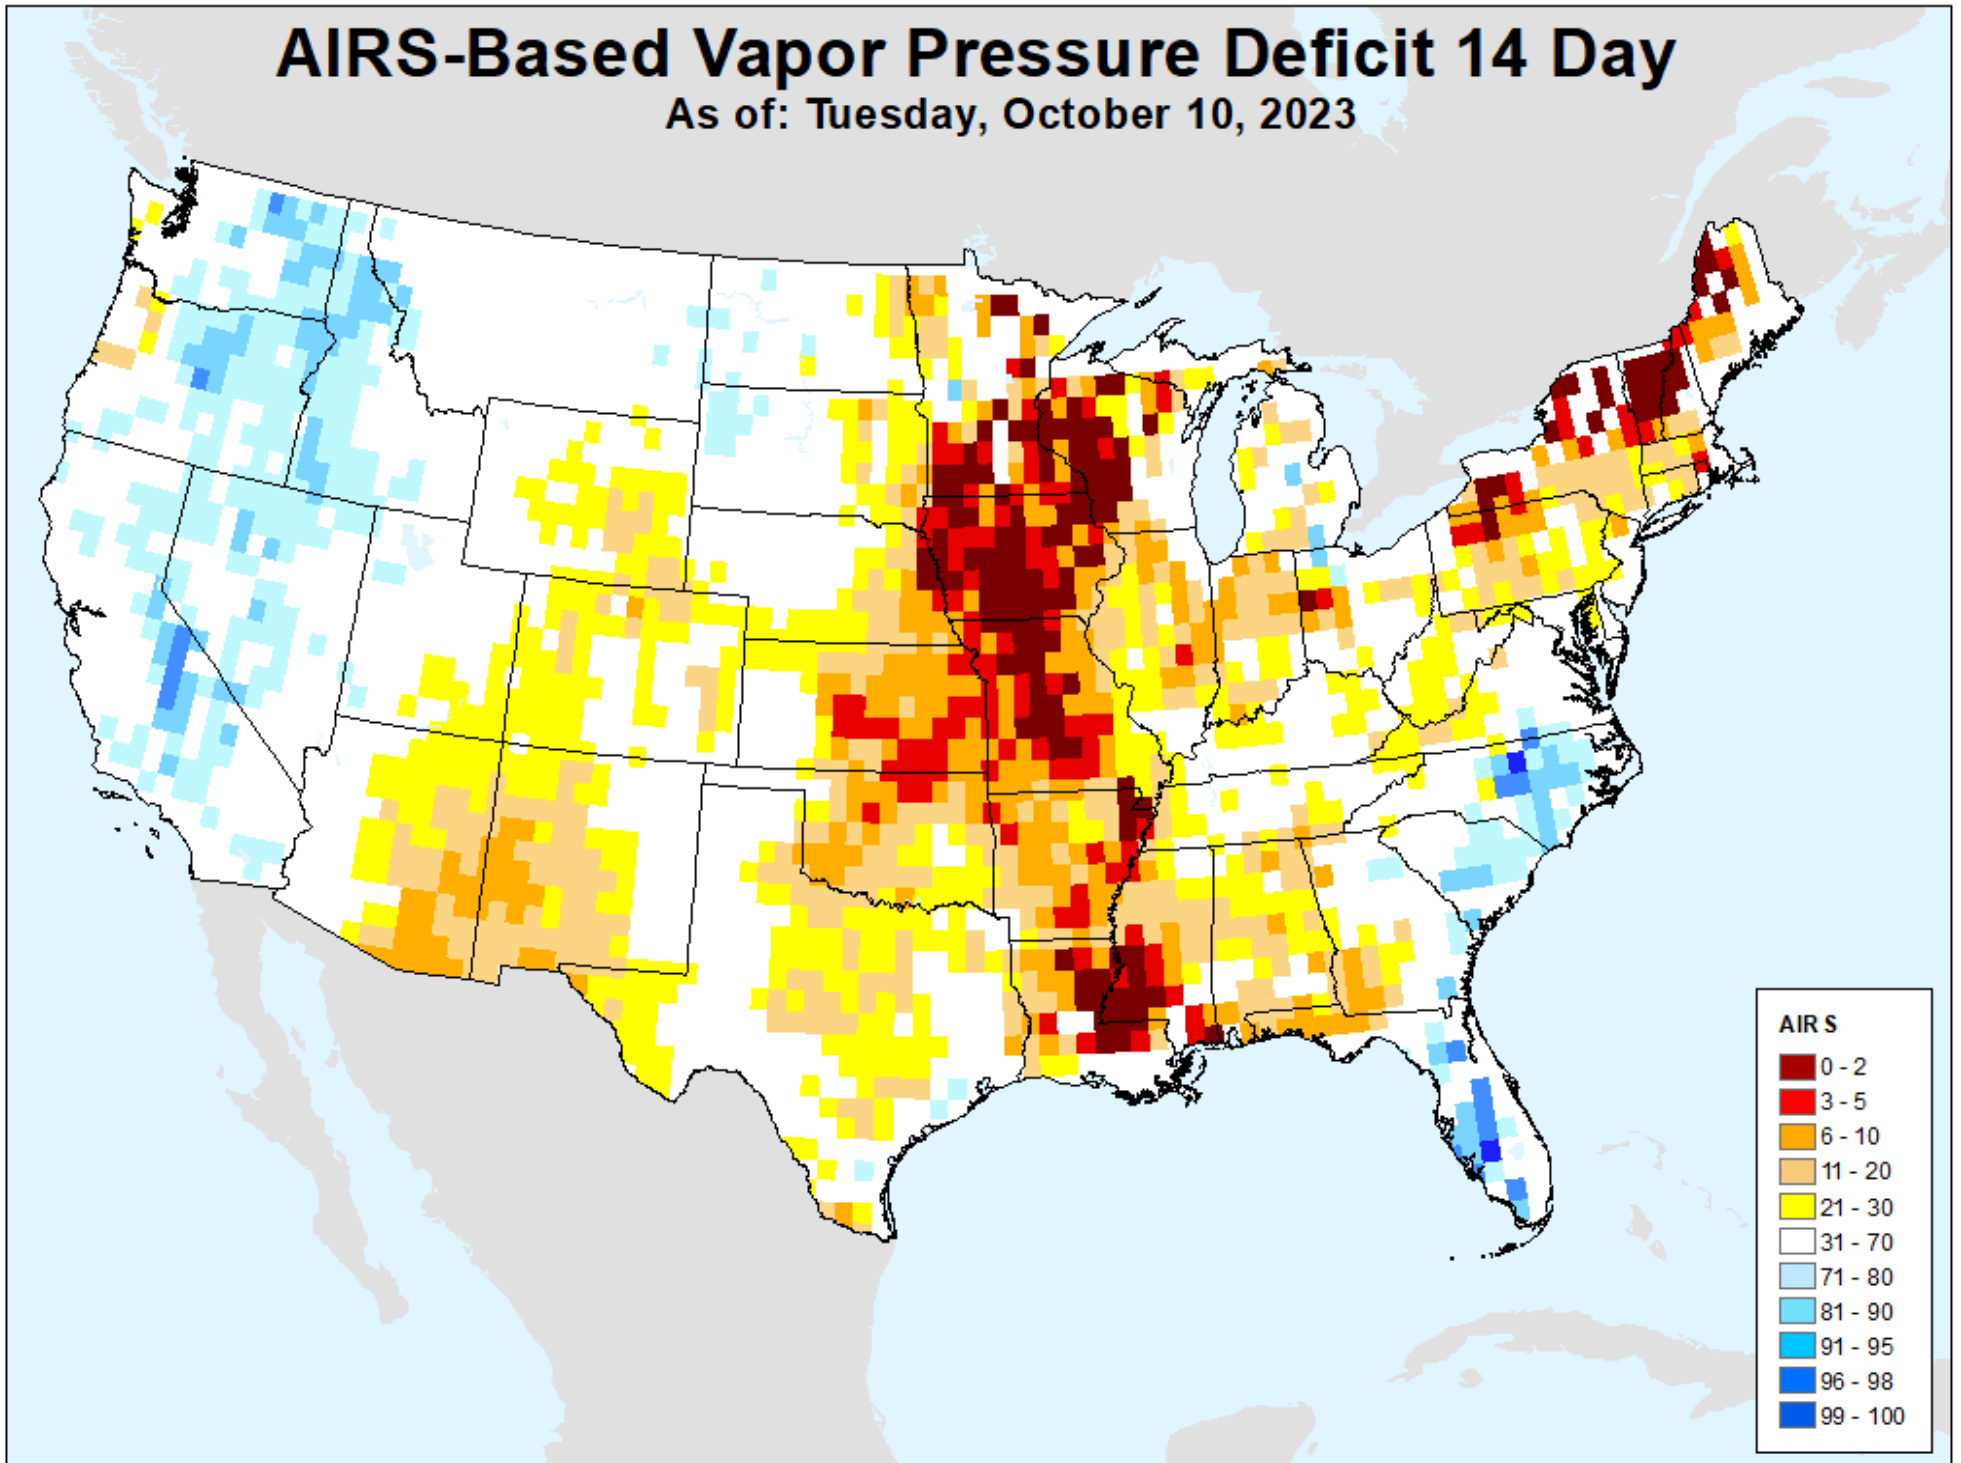 AIRS-Based Vapor Pressure Deficit 14 Day
As of: Tuesday, October 10, 2023
AIRS
0 - 2
3 - 5
6 - 10
11 - 20
21 - 30
31 - 70
71 - 80
81 - 90
91 - 95
96 - 98
99 - 100